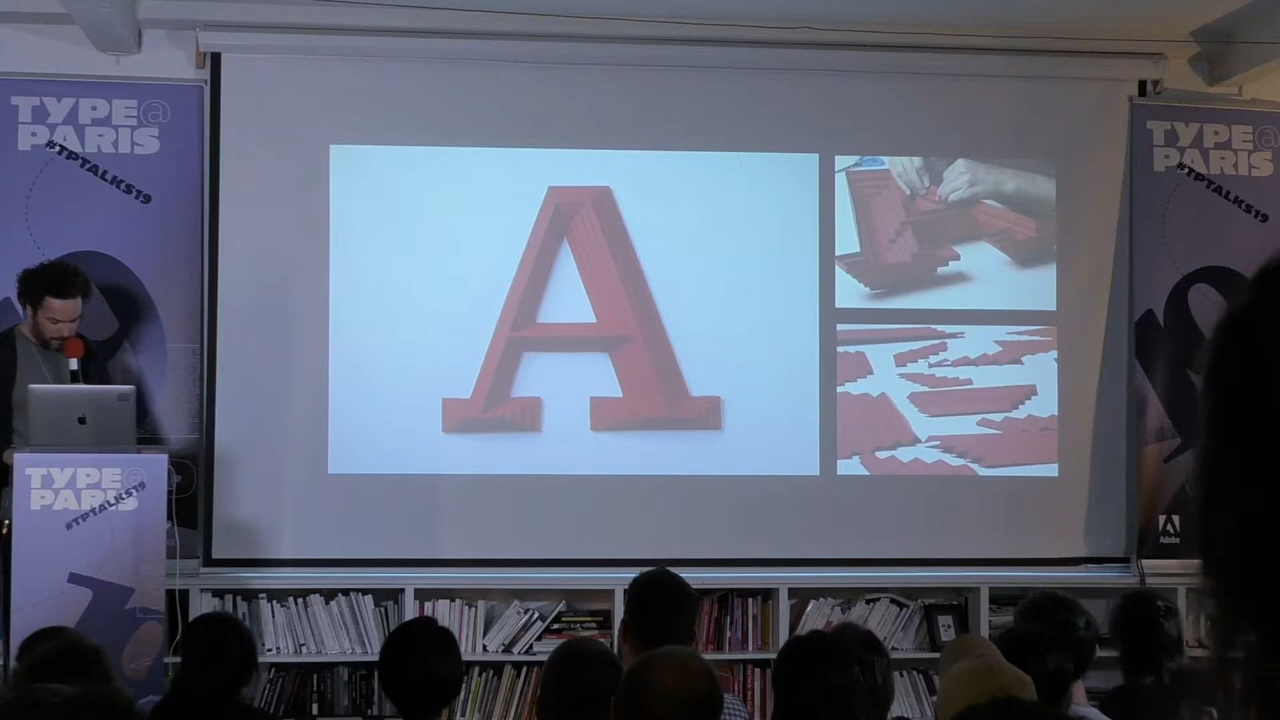 TYPE@
PARIS
#TPTALKS19
A
TYPE@
PARIS
#TPTALKS19
Adobe
TYPE@
PARIS
#TPTALKS19